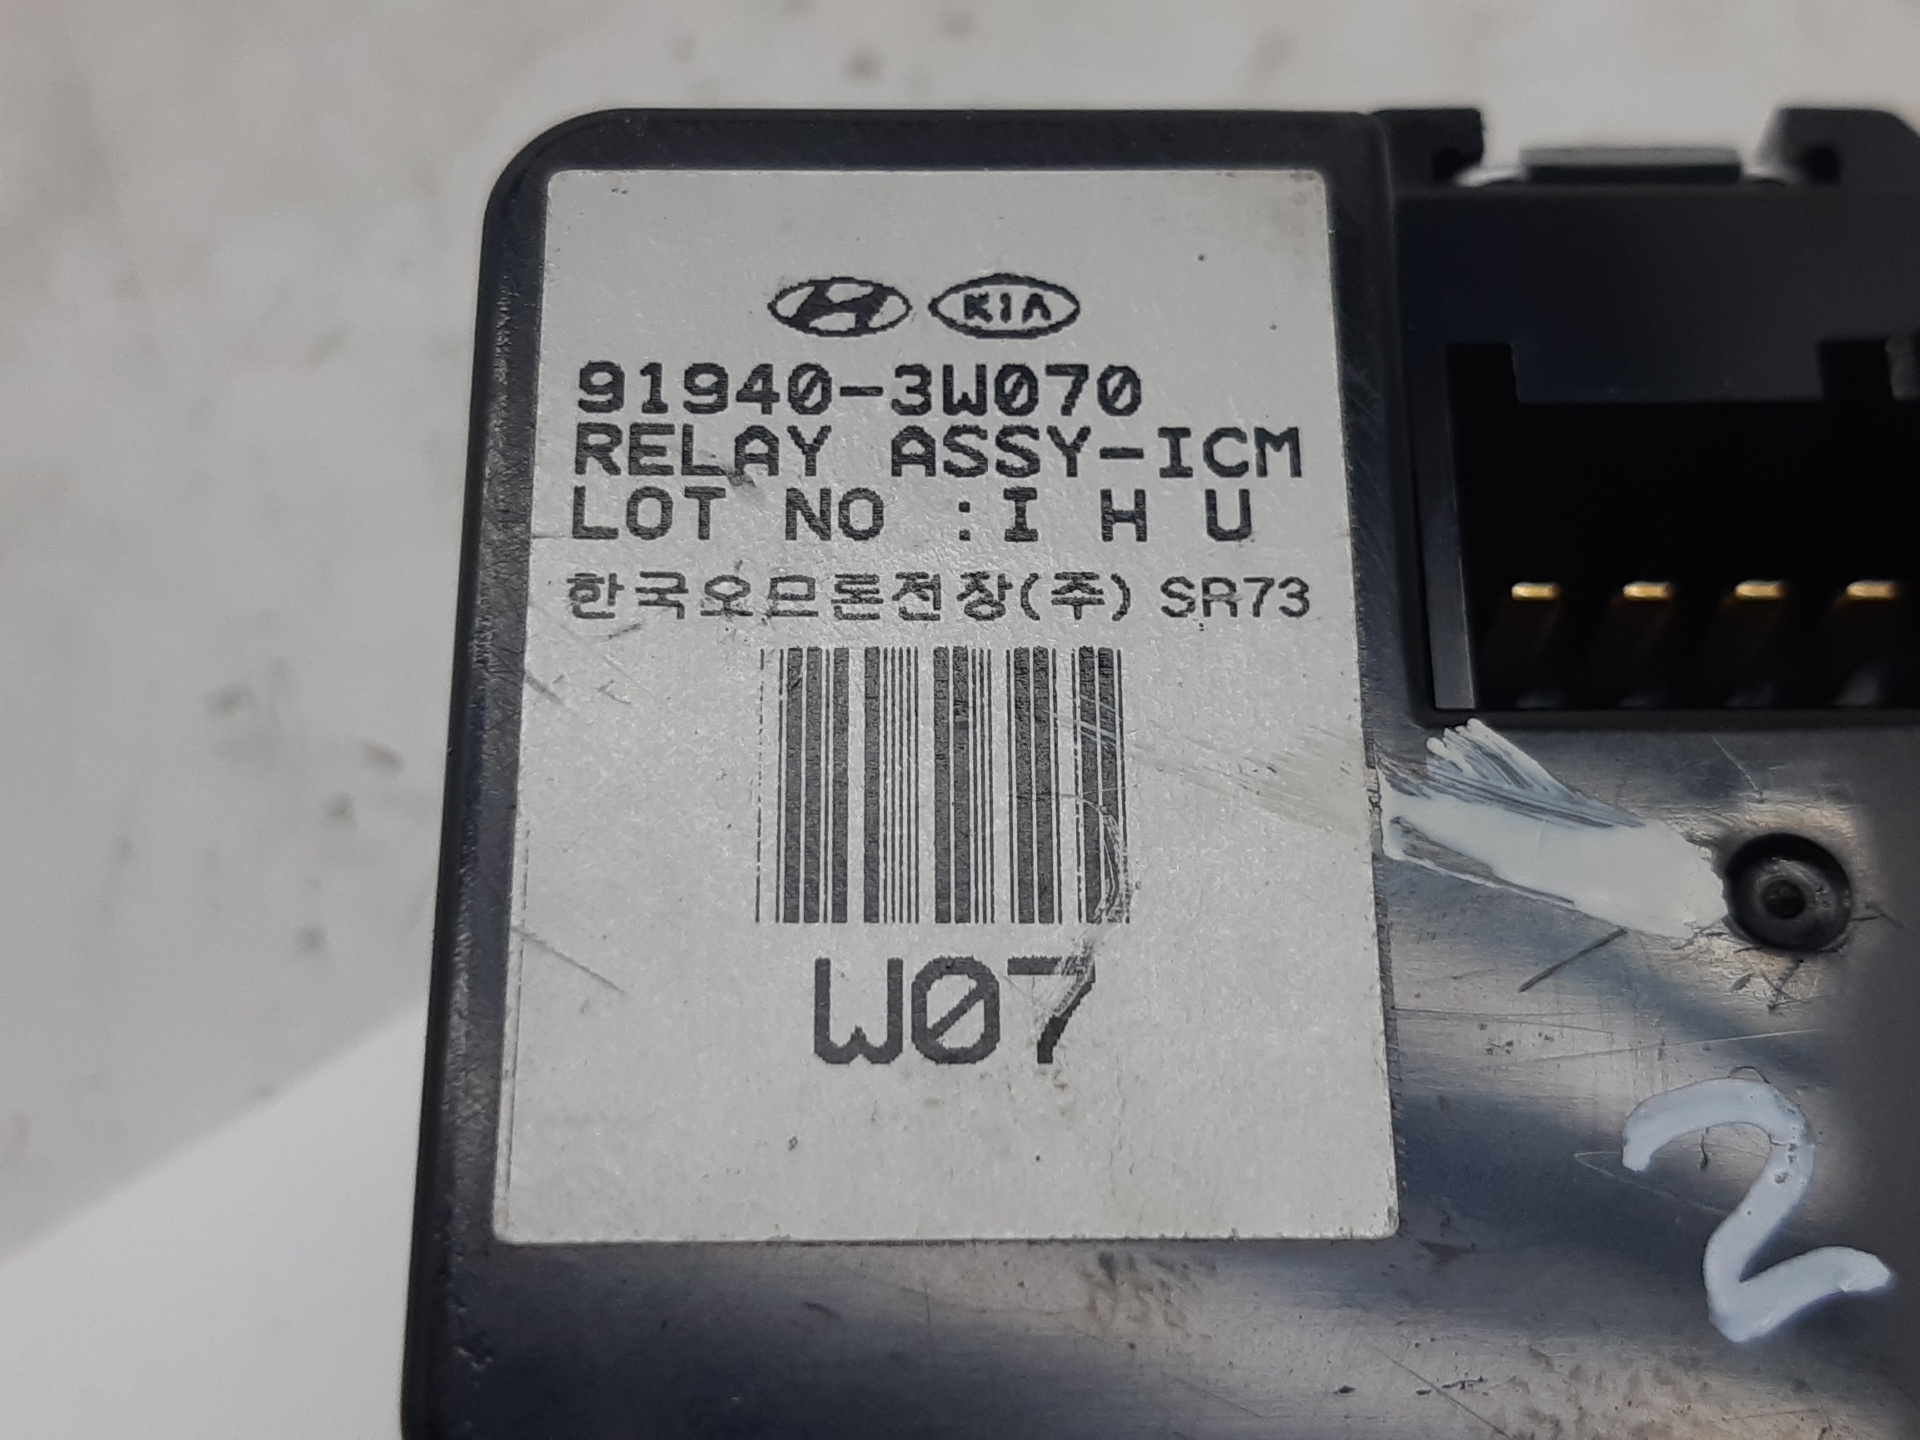 KIA
91940-3W070
RELAY ASSY-ICM
LOT NO :I H U
한국오므론전장(주) SR73
W07
2